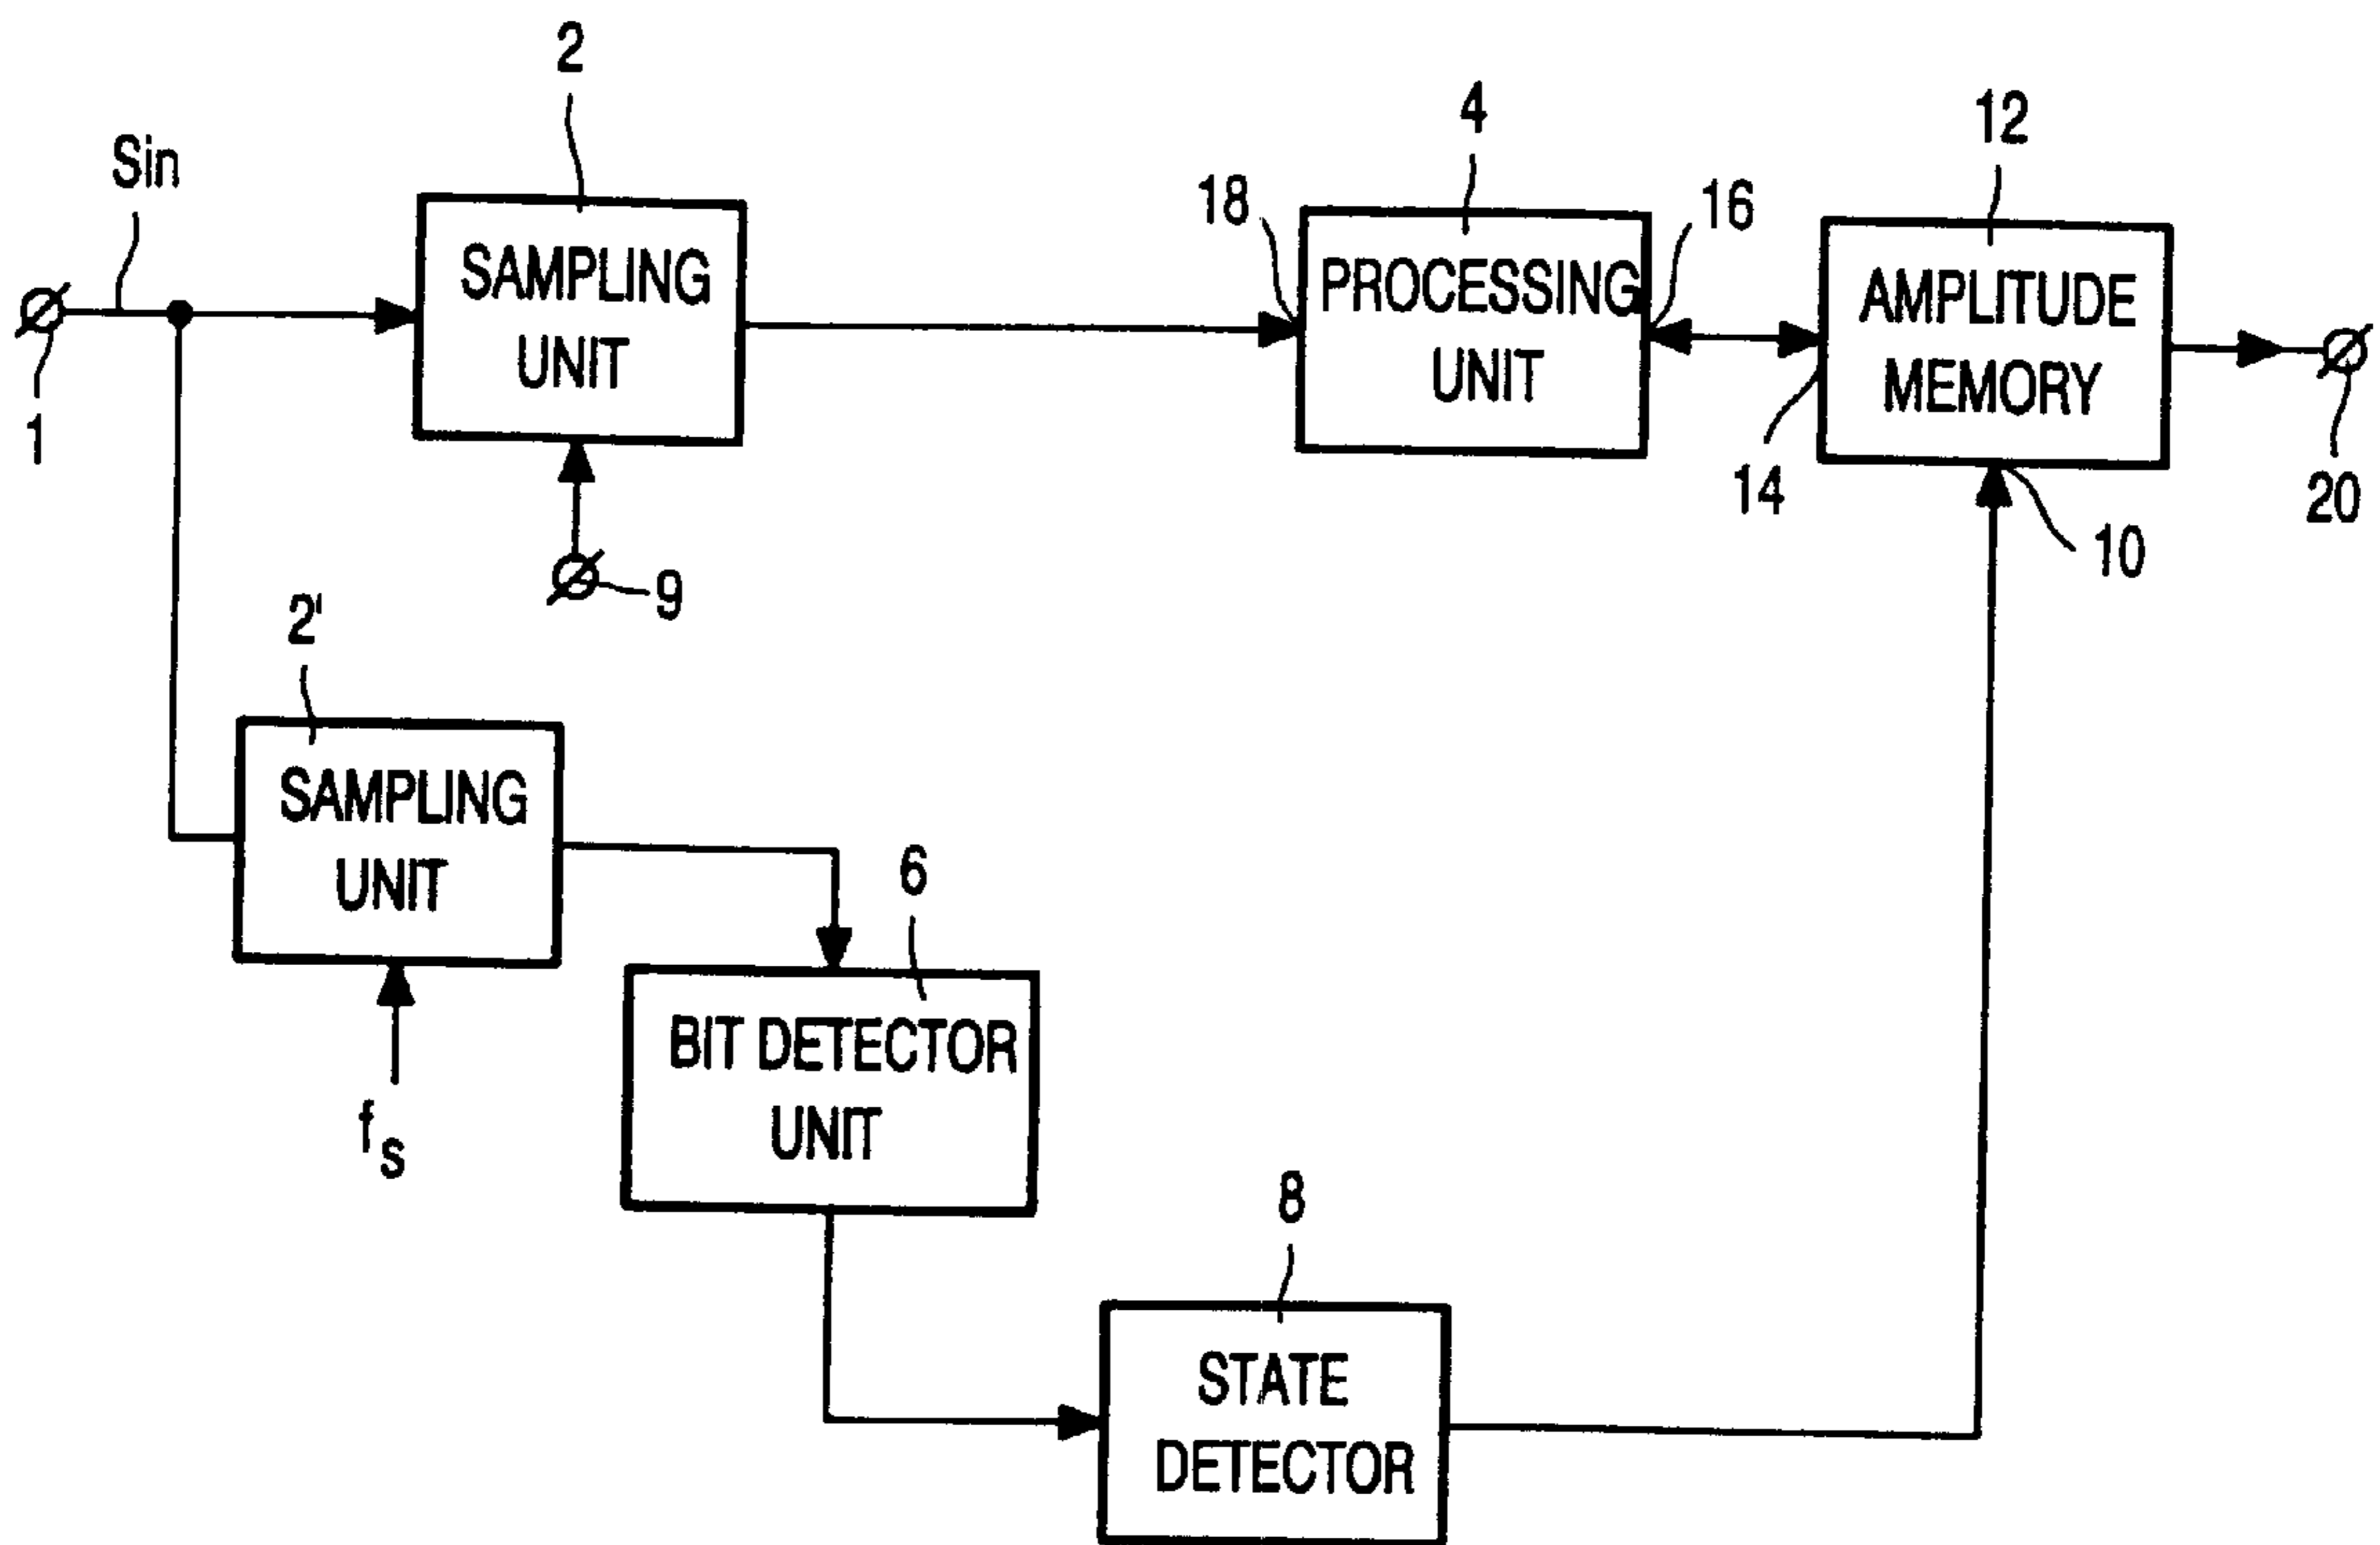 2
4
12
Sin
18
16
SAMPLING
UNIT
PROCESSING
UNIT
AMPLITUDE
MEMORY
1
14
20
10
9
2'
SAMPLING
UNIT
6
fs
BIT DETECTOR
UNIT
8
STATE
DETECTOR